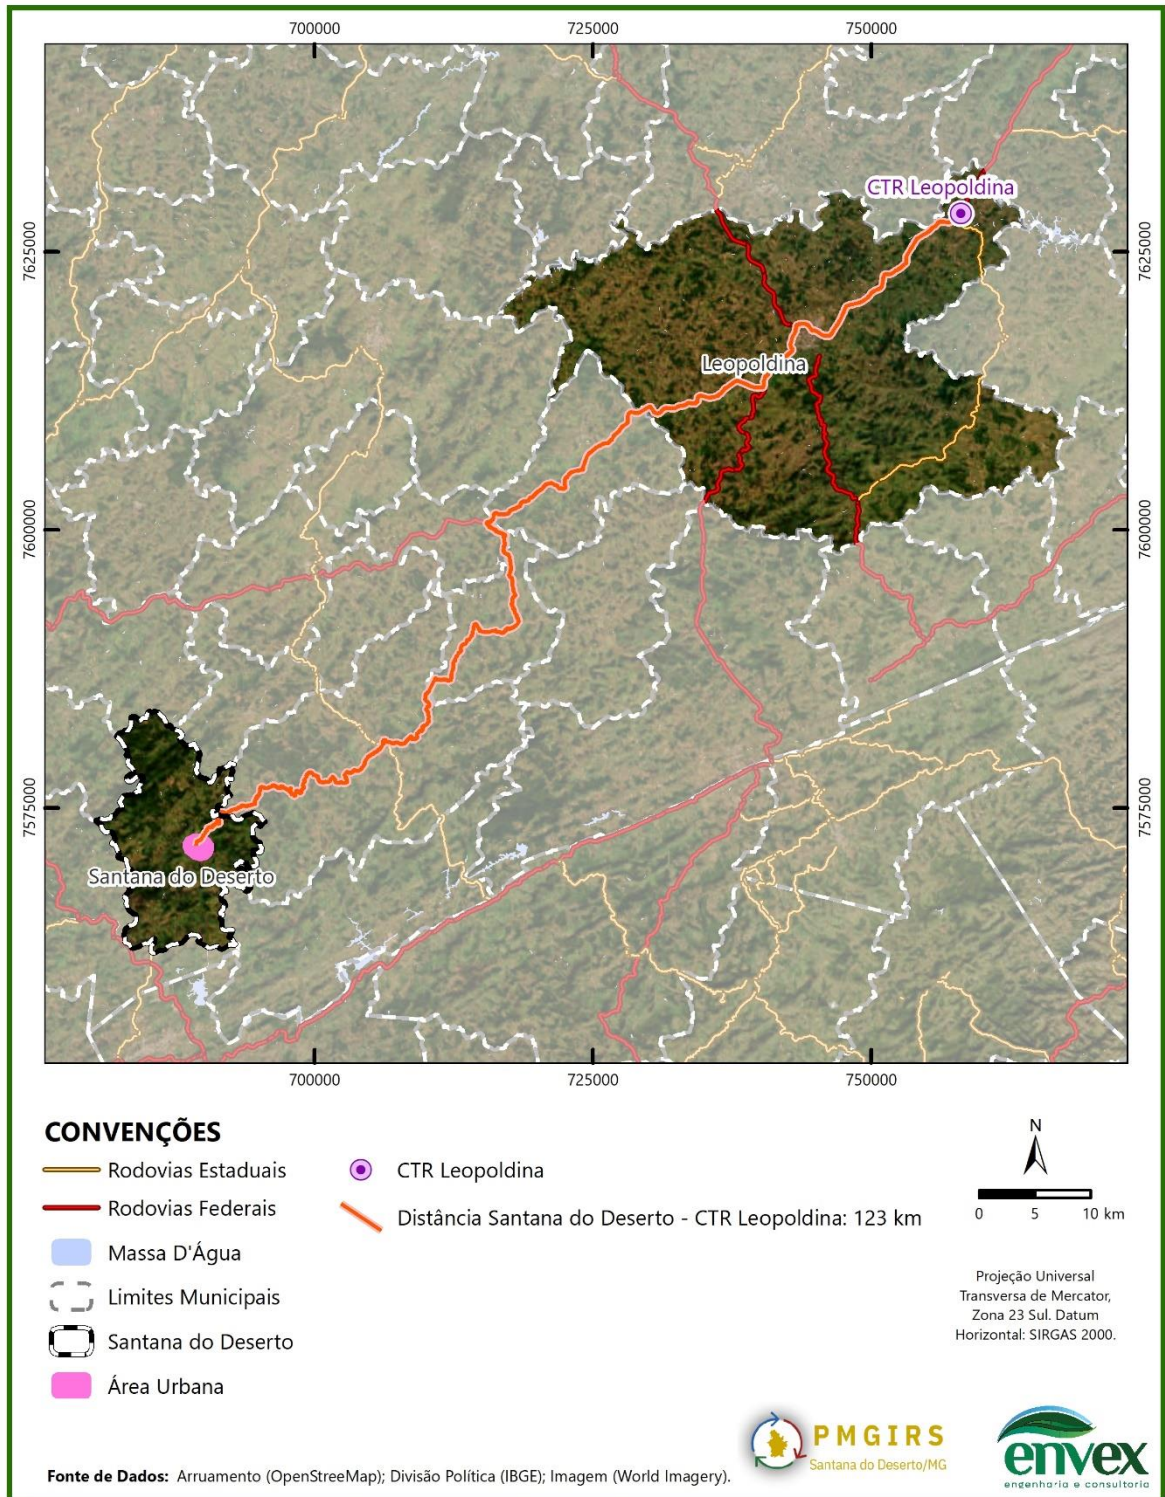 700000 725000 750000
CTR Leopoldina
7625000 7625000
Leopoldina
7600000 7600000
7575000 7575000
Santana do Deserto
700000 725000 750000
CONVENÇÕES
Rodovias Estaduais
Rodovias Federais
Massa D'Água
Limites Municipais
Santana do Deserto
Área Urbana
CTR Leopoldina
Distância Santana do Deserto - CTR Leopoldina: 123 km
N
0 5 10 km
Projeção Universal
Transversa de Mercator,
Zona 23 Sul. Datum
Horizontal: SIRGAS 2000.
PMGIRS
Santana do Deserto/MG
envex
engenharia e consultoria
Fonte de Dados: Arruamento (OpenStreeMap); Divisão Política (IBGE); Imagem (World Imagery).